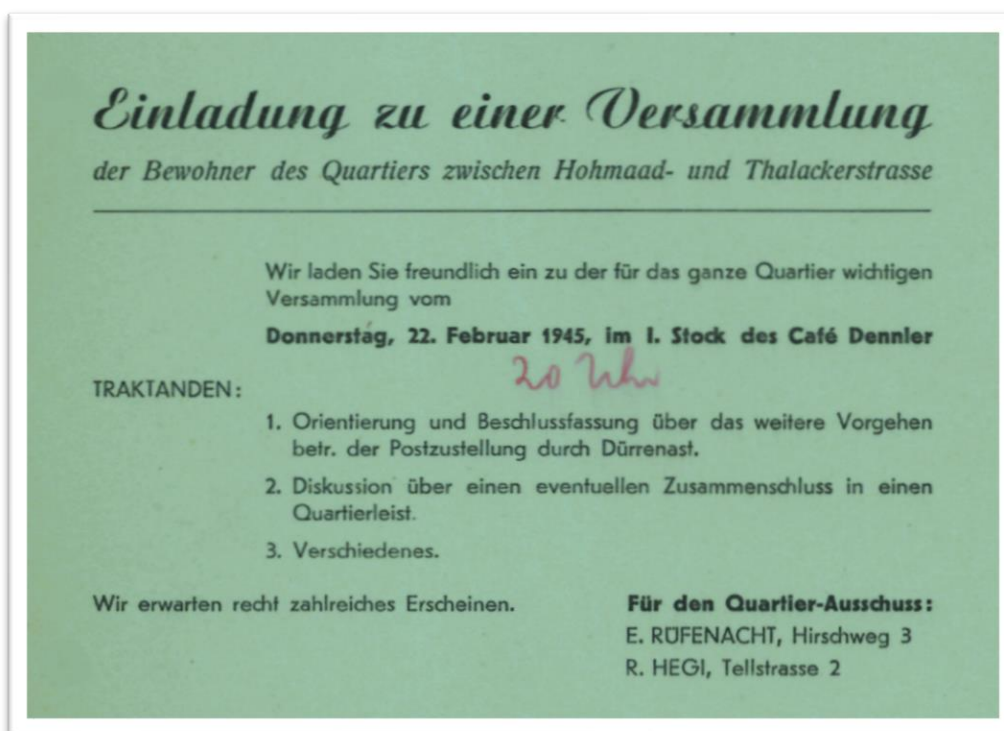 Einladung zu einer Versammlung
der Bewohner des Quartiers zwischen Hohmaad- und Thalackerstrasse
Wir laden Sie freundlich ein zu der für das ganze Quartier wichtigen
Versammlung vom
Donnerstag, 22. Februar 1945, im I. Stock des Café Dennler
20 Uhr
TRAKTANDEN:
1. Orientierung und Beschlussfassung über das weitere Vorgehen
betr. der Postzustellung durch Dürrenast.
2. Diskussion über einen eventuellen Zusammenschluss in einen
Quartierleist.
3. Verschiedenes.
Wir erwarten recht zahlreiches Erscheinen.
Für den Quartier-Ausschuss:
E. RÜFENACHT, Hirschweg 3
R. HEGI, Tellstrasse 2